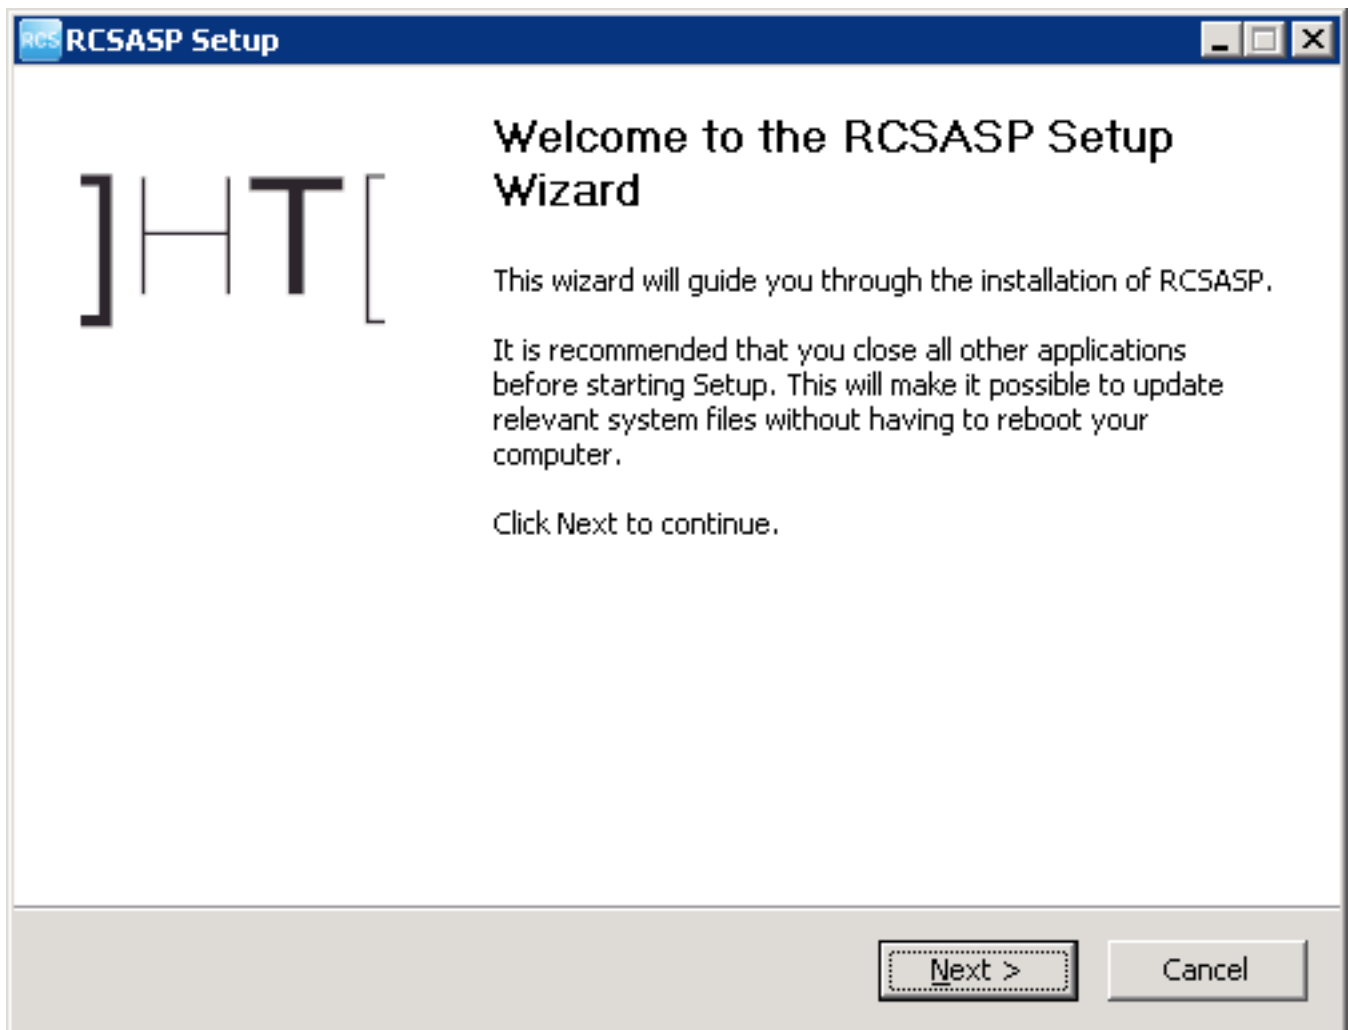 RCS RCSASP Setup
]HT[
Welcome to the RCSASP Setup
Wizard
This wizard will guide you through the installation of RCSASP.
It is recommended that you close all other applications
before starting Setup. This will make it possible to update
relevant system files without having to reboot your
computer.
Click Next to continue.
Next > Cancel